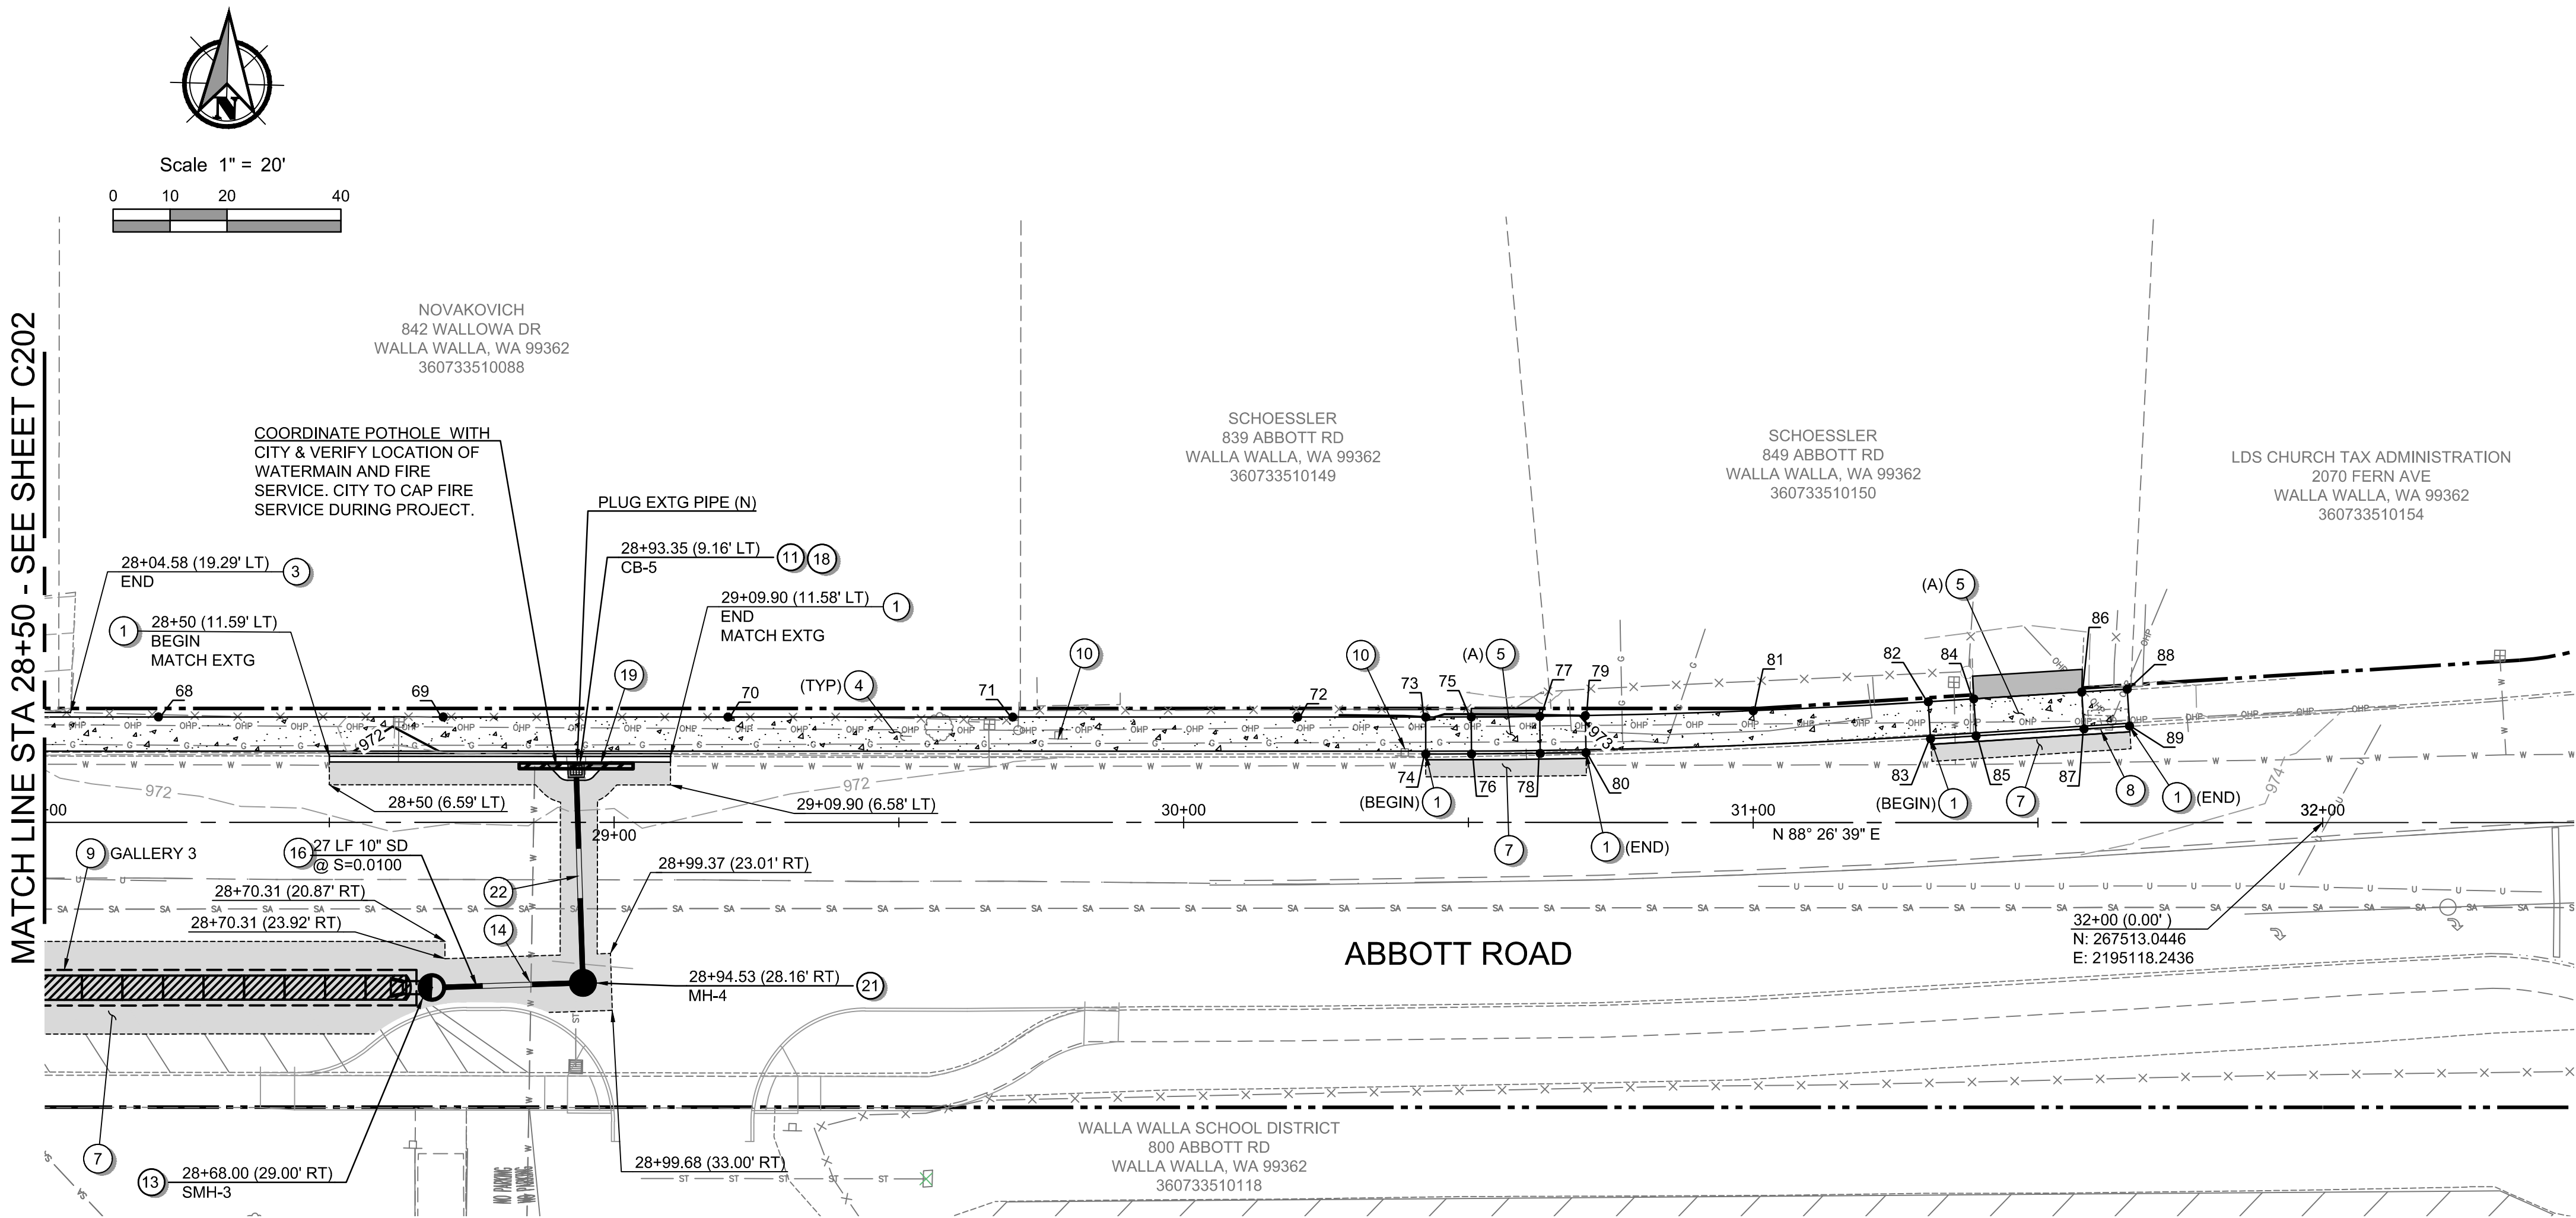 N
Scale 1" = 20'
0 10 20 40
MATCH LINE STA 28+50 - SEE SHEET C202
NOVAKOVICH
842 WALLOWA DR
WALLA WALLA, WA 99362
360733510088
SCHOESSLER
839 ABBOTT RD
WALLA WALLA, WA 99362
360733510149
SCHOESSLER
849 ABBOTT RD
WALLA WALLA, WA 99362
360733510150
LDS CHURCH TAX ADMINISTRATION
2070 FERN AVE
WALLA WALLA, WA 99362
360733510154
COORDINATE POTHOLE WITH
CITY & VERIFY LOCATION OF
WATERMAIN AND FIRE
SERVICE. CITY TO CAP FIRE
SERVICE DURING PROJECT.
PLUG EXTG PIPE (N)
28+93.35 (9.16' LT) 11 18
CB-5
28+04.58 (19.29' LT) 3
END
29+09.90 (11.58' LT) 1
END
MATCH EXTG
1 28+50 (11.59' LT)
BEGIN
MATCH EXTG
19
10
10
(TYP) 4
(A) 5
(A) 5
68
69
70
71
72
73
75
77
79
81
82
84
86
88
89
74
76
78
80
83
85
87
972
972
973
974
28+50 (6.59' LT)
29+09.90 (6.58' LT)
(BEGIN) 1
7
1 (END)
(BEGIN) 1
7
8
1 (END)
+00
29+00
30+00
31+00
32+00
N 88° 26' 39" E
9 GALLERY 3
16 27 LF 10" SD
@ S=0.0100
28+70.31 (20.87' RT)
28+70.31 (23.92' RT)
22
14
28+99.37 (23.01' RT)
28+94.53 (28.16' RT) 21
MH-4
ABBOTT ROAD
32+00 (0.00' )
N: 267513.0446
E: 2195118.2436
7
13 28+68.00 (29.00' RT)
SMH-3
28+99.68 (33.00' RT)
NO PARKING
NO PARKING
WALLA WALLA SCHOOL DISTRICT
800 ABBOTT RD
WALLA WALLA, WA 99362
360733510118